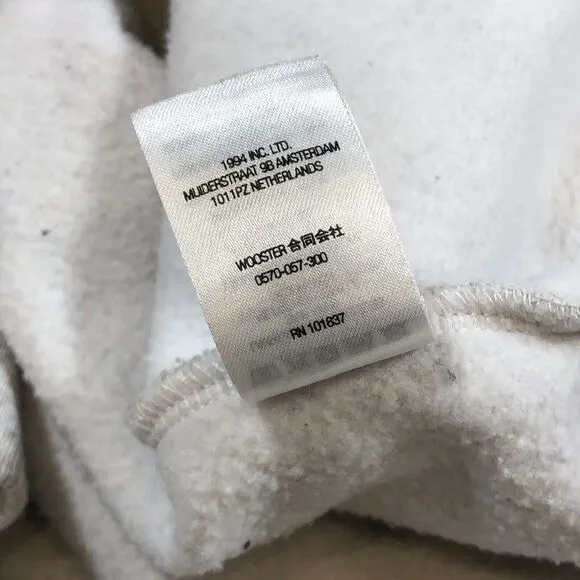 1994 INC. LTD.
MUIDERSTRAAT 9B AMSTERDAM
1011PZ NETHERLANDS
WOOSTER 合同会社
0570-057-300
RN 101837